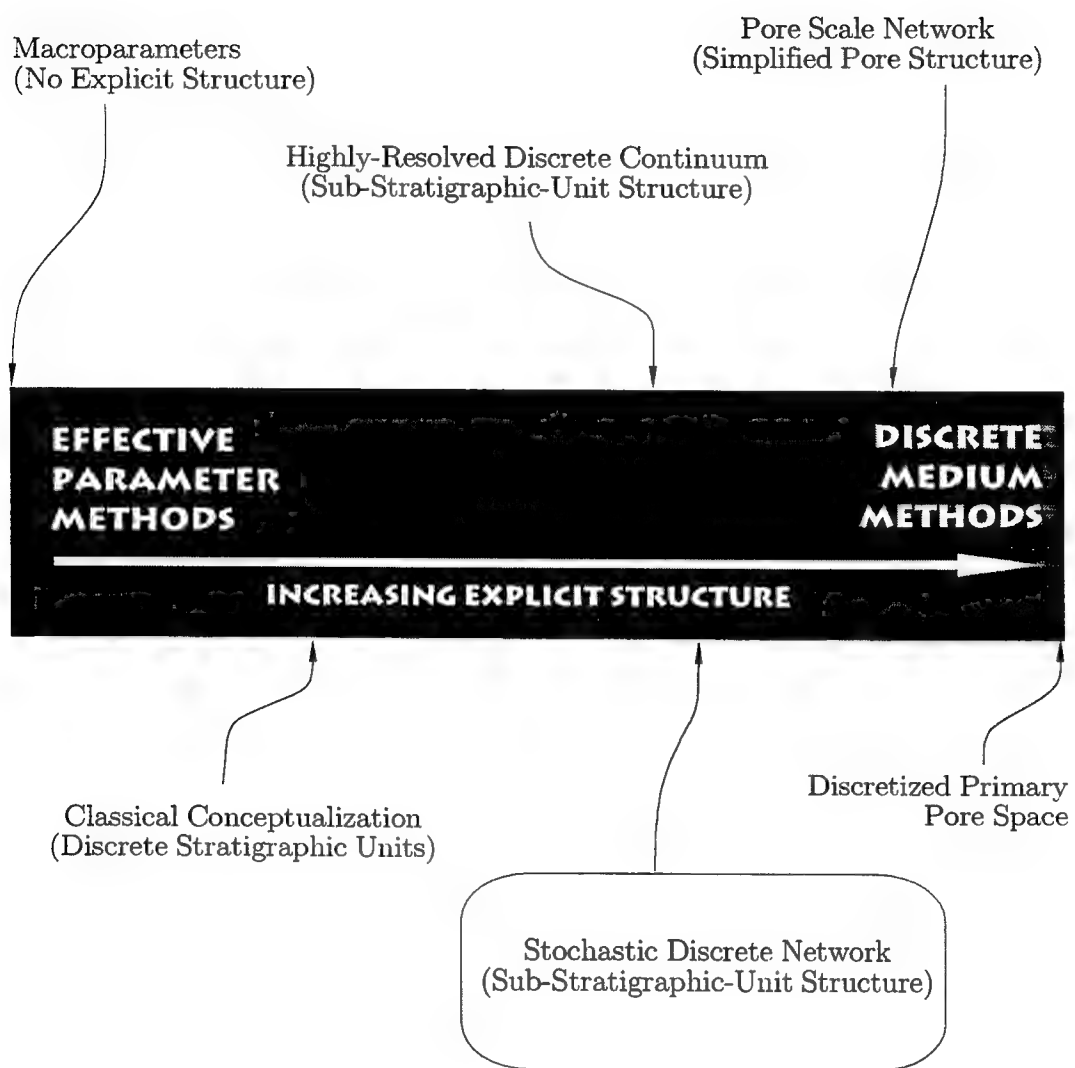 Macroparameters
(No Explicit Structure)
Pore Scale Network
(Simplified Pore Structure)
Highly-Resolved Discrete Continuum
(Sub-Stratigraphic-Unit Structure)
EFFECTIVE
PARAMETER
METHODS
DISCRETE
MEDIUM
METHODS
INCREASING EXPLICIT STRUCTURE
Classical Conceptualization
(Discrete Stratigraphic Units)
Discretized Primary
Pore Space
Stochastic Discrete Network
(Sub-Stratigraphic-Unit Structure)